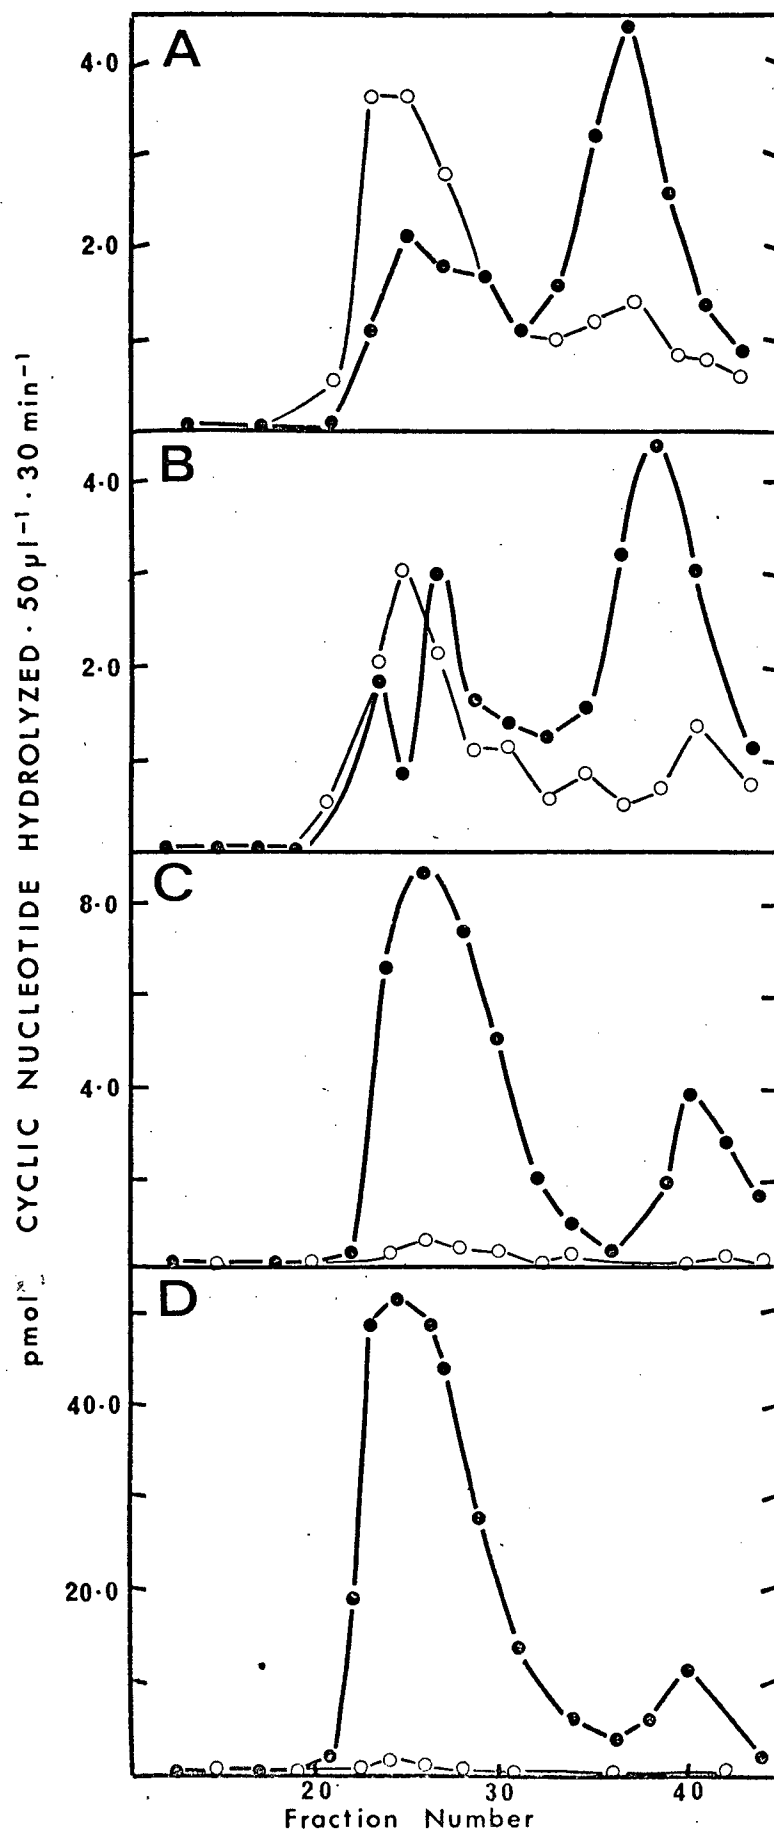 pmol CYCLIC NUCLEOTIDE HYDROLYZED · 50µl⁻¹ · 30 min⁻¹
A
4·0
2·0
B
4·0
2·0
C
8·0
4·0
D
40·0
20·0
20 30 40
Fraction Number